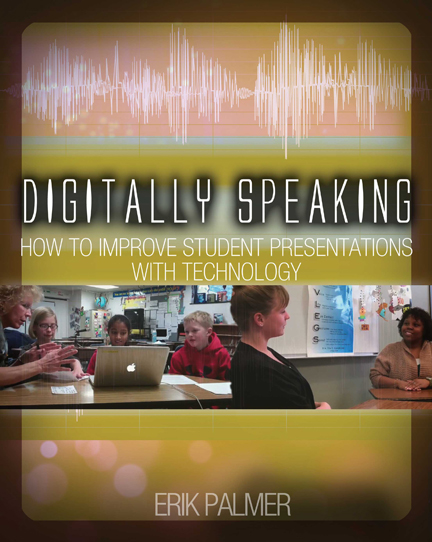 DIGITALLY SPEAKING
HOW TO IMPROVE STUDENT PRESENTATIONS
WITH TECHNOLOGY
V
L
E
G
S
ERIK PALMER